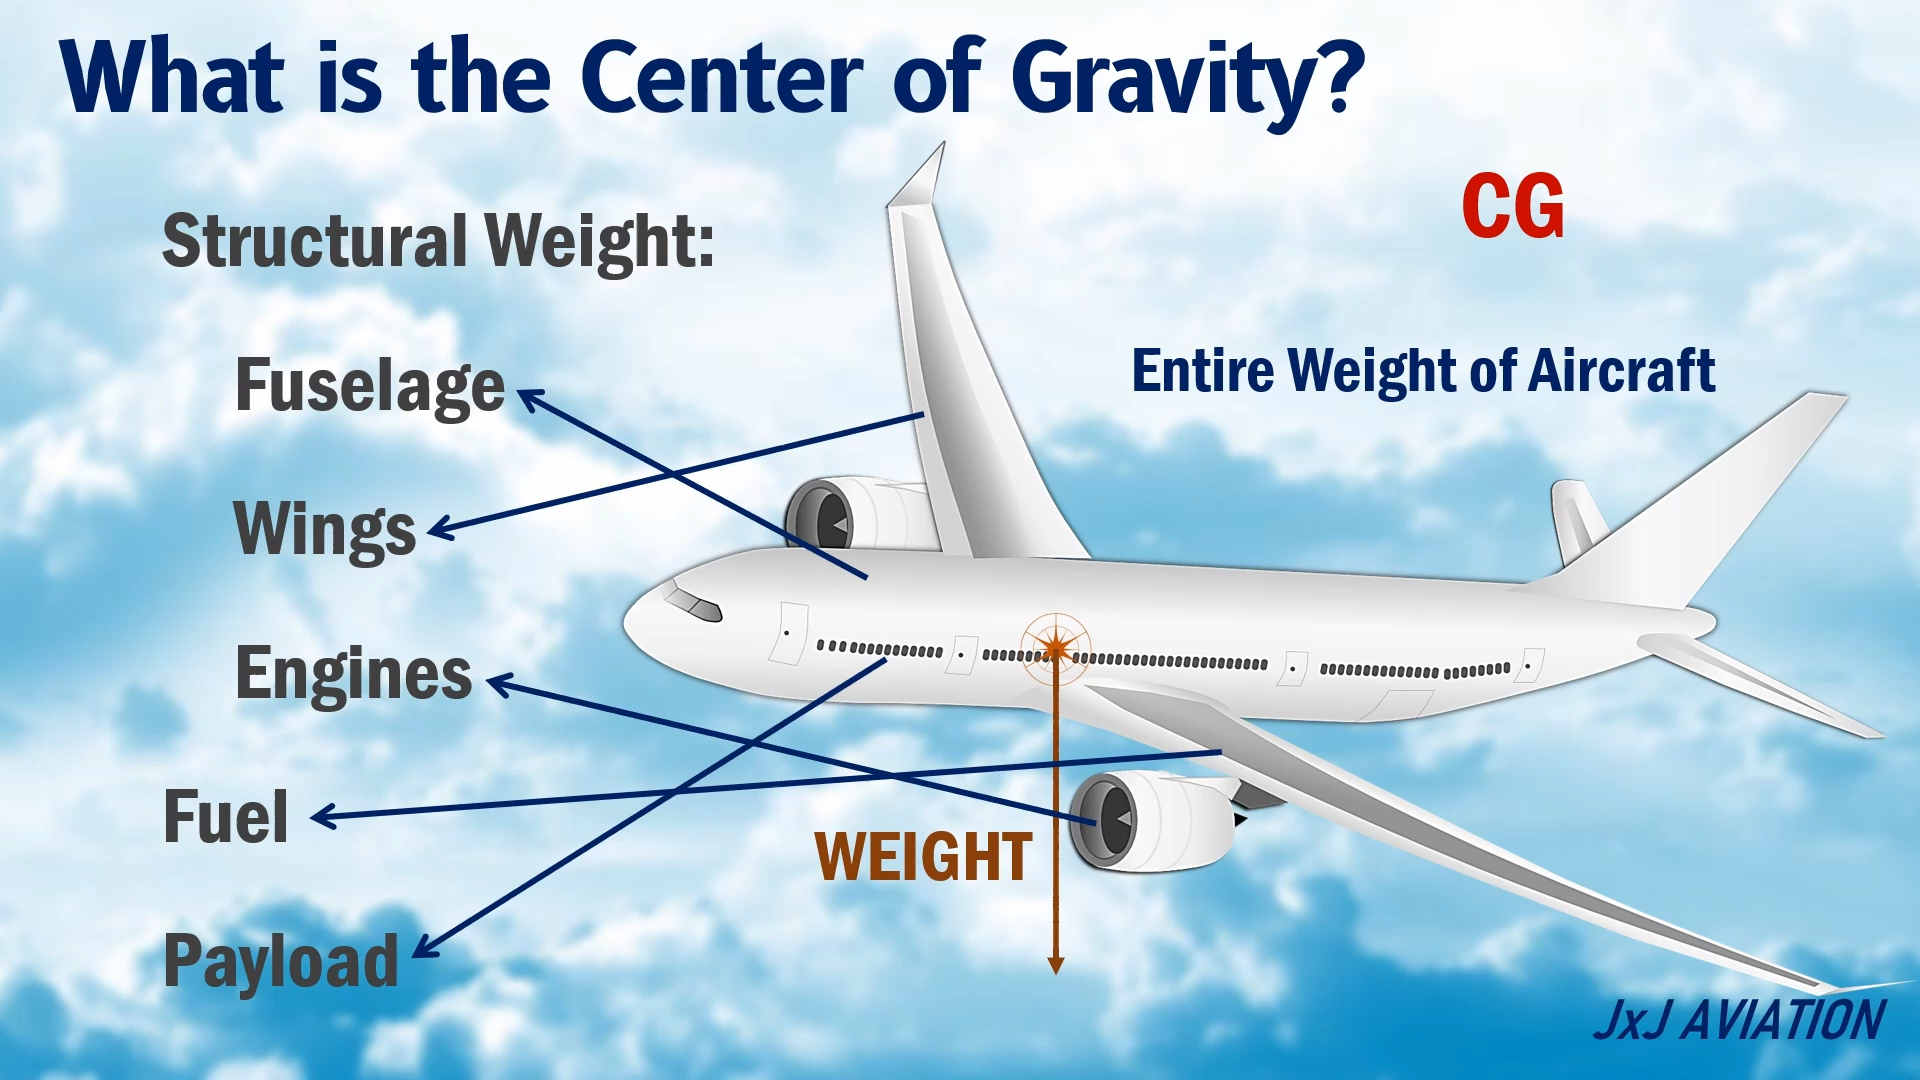 What is the Center of Gravity?
CG
Structural Weight:
Entire Weight of Aircraft
Fuselage
Wings
Engines
Fuel
WEIGHT
Payload
JxJ AVIATION